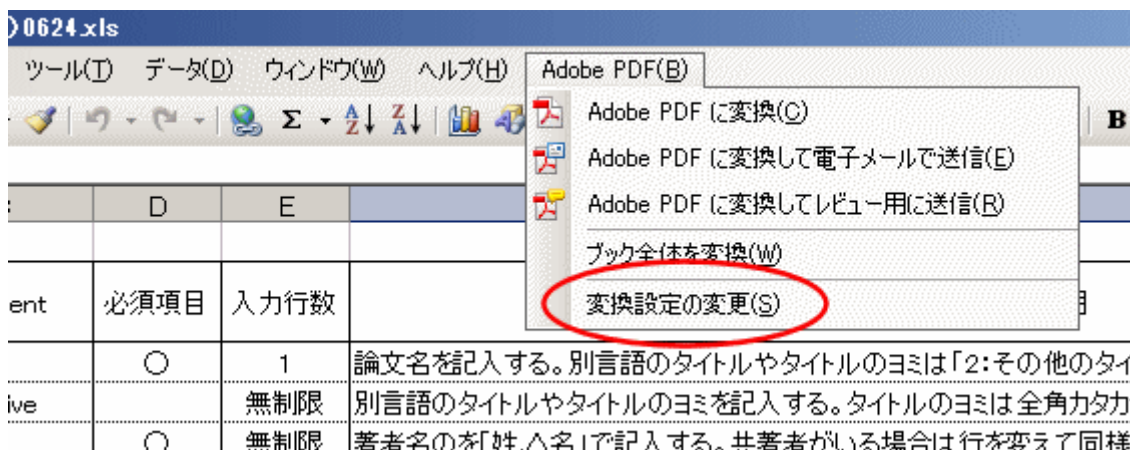 0624.xls
ツール(T) データ(D) ウィンドウ(W) ヘルプ(H) Adobe PDF(B)
Adobe PDF に変換(C)
B
Adobe PDF に変換して電子メールで送信(E)
Adobe PDF に変換してレビュー用に送信(R)
D E
ブック全体を変換(W)
変換設定の変更(S)
ent 必須項目 入力行数
○ 1 論文名を記入する。別言語のタイトルやタイトルのヨミは「2:その他のタイ
ive 無制限 別言語のタイトルやタイトルのヨミを記入する。タイトルのヨミは全角カタカ
○ 無制限 著者名のを「姓,△名」で記入する。共著者がいる場合は行を変えて同様